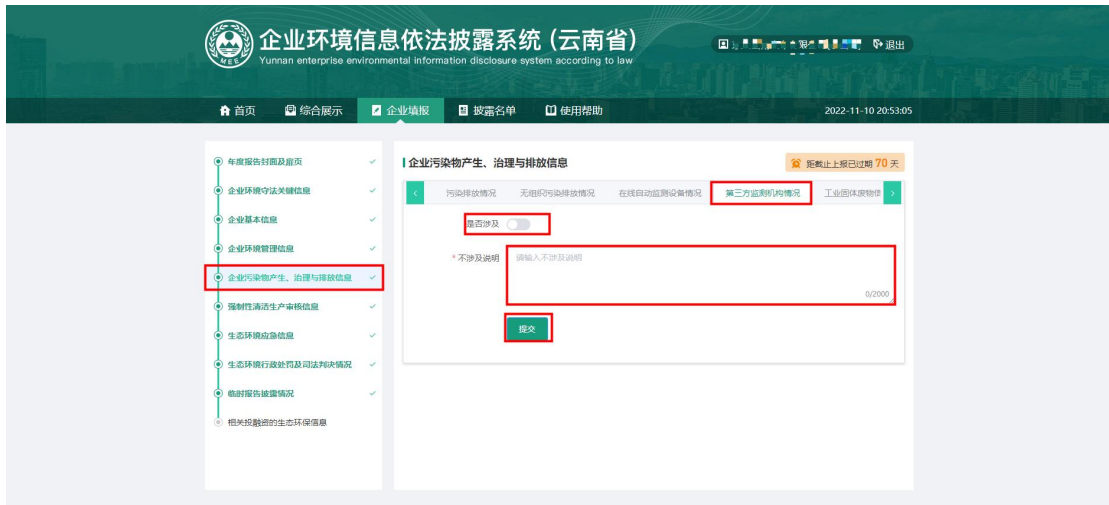 企业环境信息依法披露系统 (云南省)
MEE
Yunnan enterprise environmental information disclosure system according to law
退出
首页 综合展示 企业填报 披露名单 使用帮助 2022-11-10 20:53:05
年度报告封面及扉页
企业环境守法关键信息
企业基本信息
企业环境管理信息
企业污染物产生、治理与排放信息
强制性清洁生产审核信息
生态环境应急信息
生态环境行政处罚及司法判决情况
临时报告披露情况
相关投融资的生态环保信息
企业污染物产生、治理与排放信息 距截止上报已过期 70 天
< 污染排放情况 无组织污染排放情况 在线自动监测设备情况 第三方监测机构情况 工业固体废物信 >
是否涉及
* 不涉及说明 请输入不涉及说明
0/2000
提交